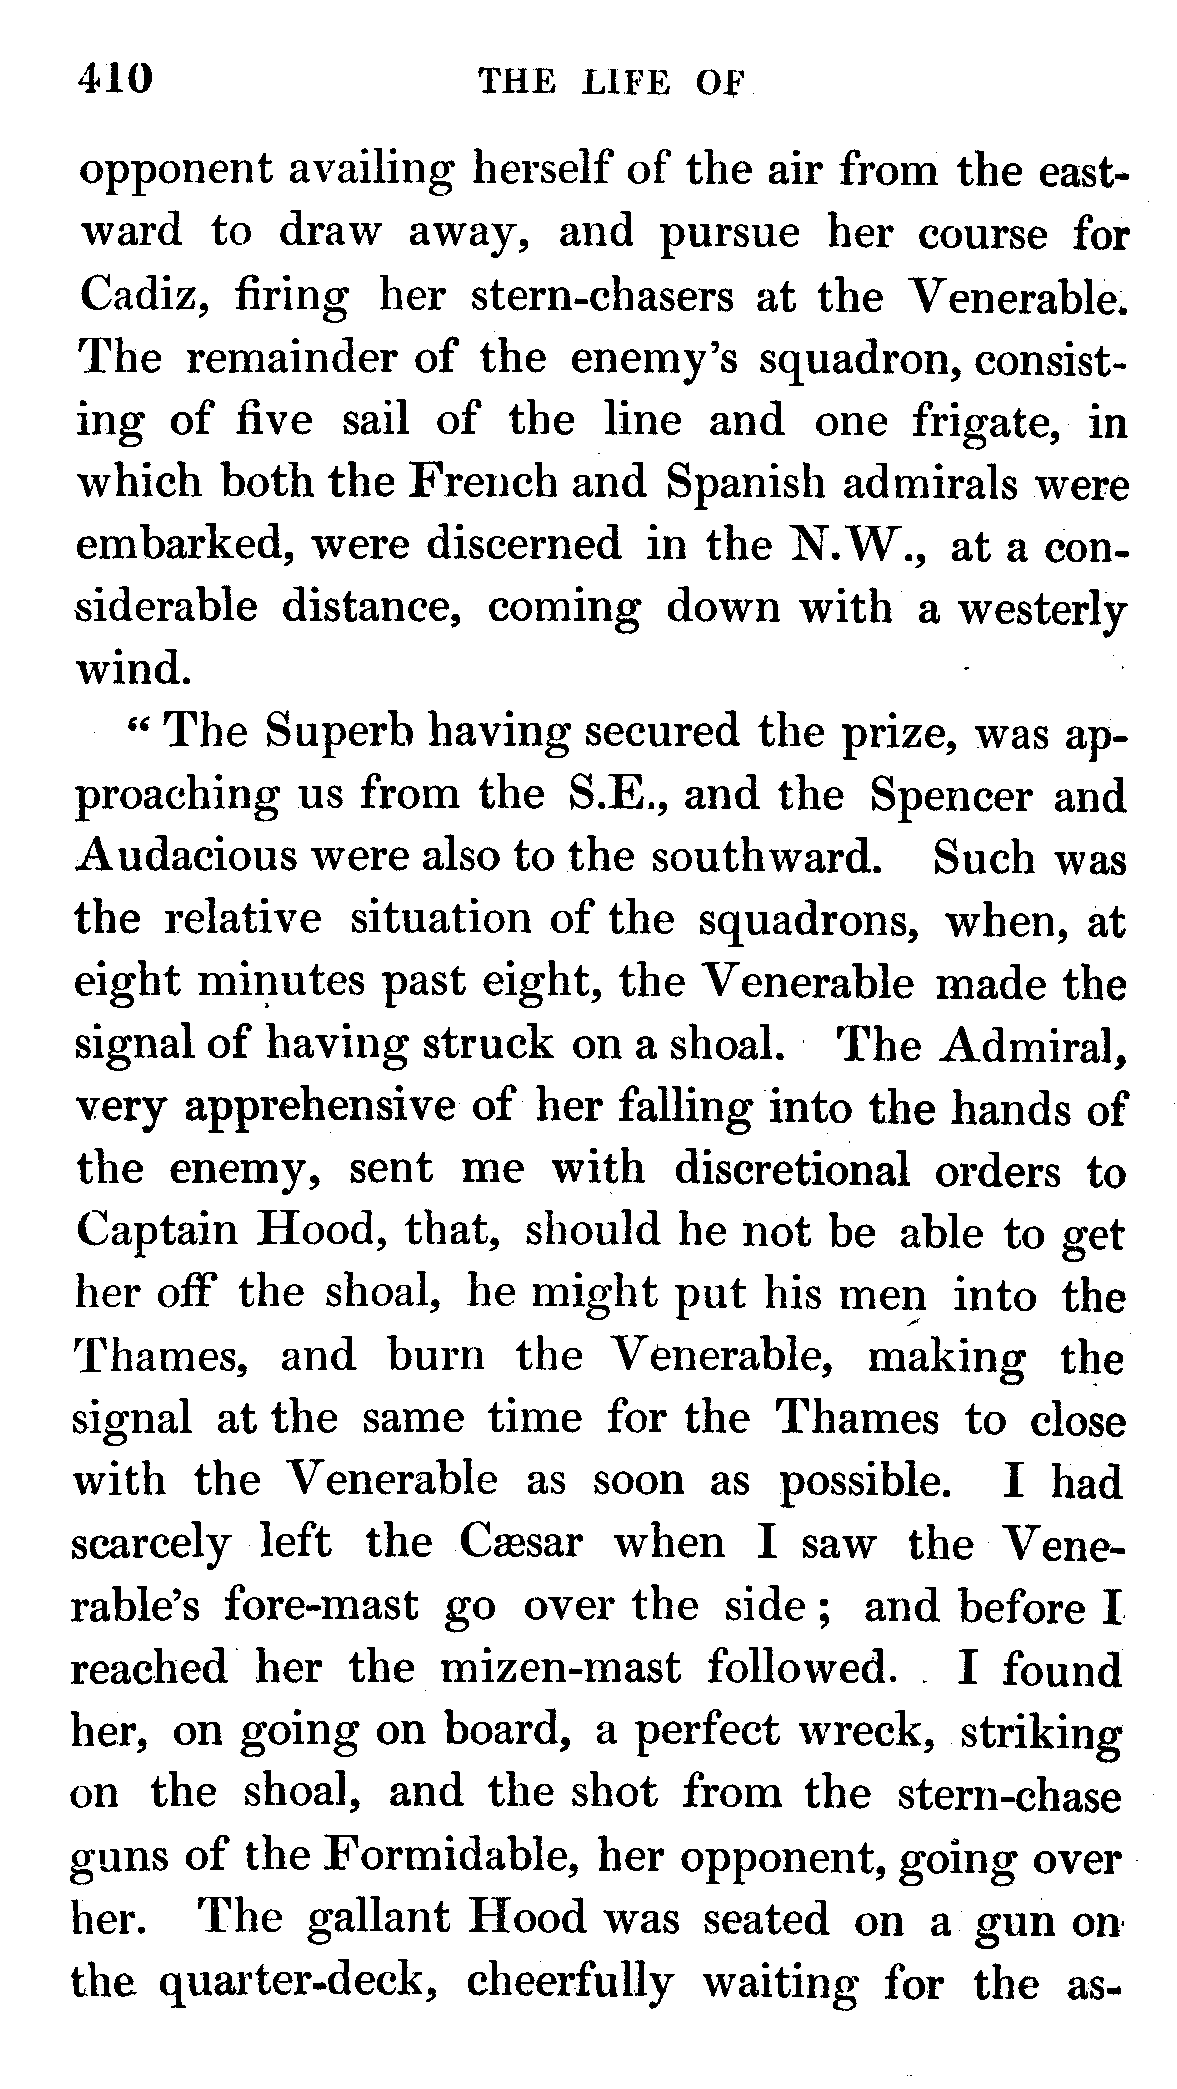 410 THE LIFE OF
opponent availing herself of the air from the east-
ward to draw away, and pursue her course for
Cadiz, firing her stern-chasers at the Venerable.
The remainder of the enemy's squadron, consist-
ing of five sail of the line and one frigate, in
which both the French and Spanish admirals were
embarked, were discerned in the N.W., at a con-
siderable distance, coming down with a westerly
wind.
“ The Superb having secured the prize, was ap-
proaching us from the S.E., and the Spencer and
Audacious were also to the southward. Such was
the relative situation of the squadrons, when, at
eight minutes past eight, the Venerable made the
signal of having struck on a shoal. The Admiral,
very apprehensive of her falling into the hands of
the enemy, sent me with discretional orders to
Captain Hood, that, should he not be able to get
her off the shoal, he might put his men into the
Thames, and burn the Venerable, making the
signal at the same time for the Thames to close
with the Venerable as soon as possible. I had
scarcely left the Cæsar when I saw the Vene-
rable's fore-mast go over the side ; and before I
reached her the mizen-mast followed. I found
her, on going on board, a perfect wreck, striking
on the shoal, and the shot from the stern-chase
guns of the Formidable, her opponent, going over
her. The gallant Hood was seated on a gun on
the quarter-deck, cheerfully waiting for the as-